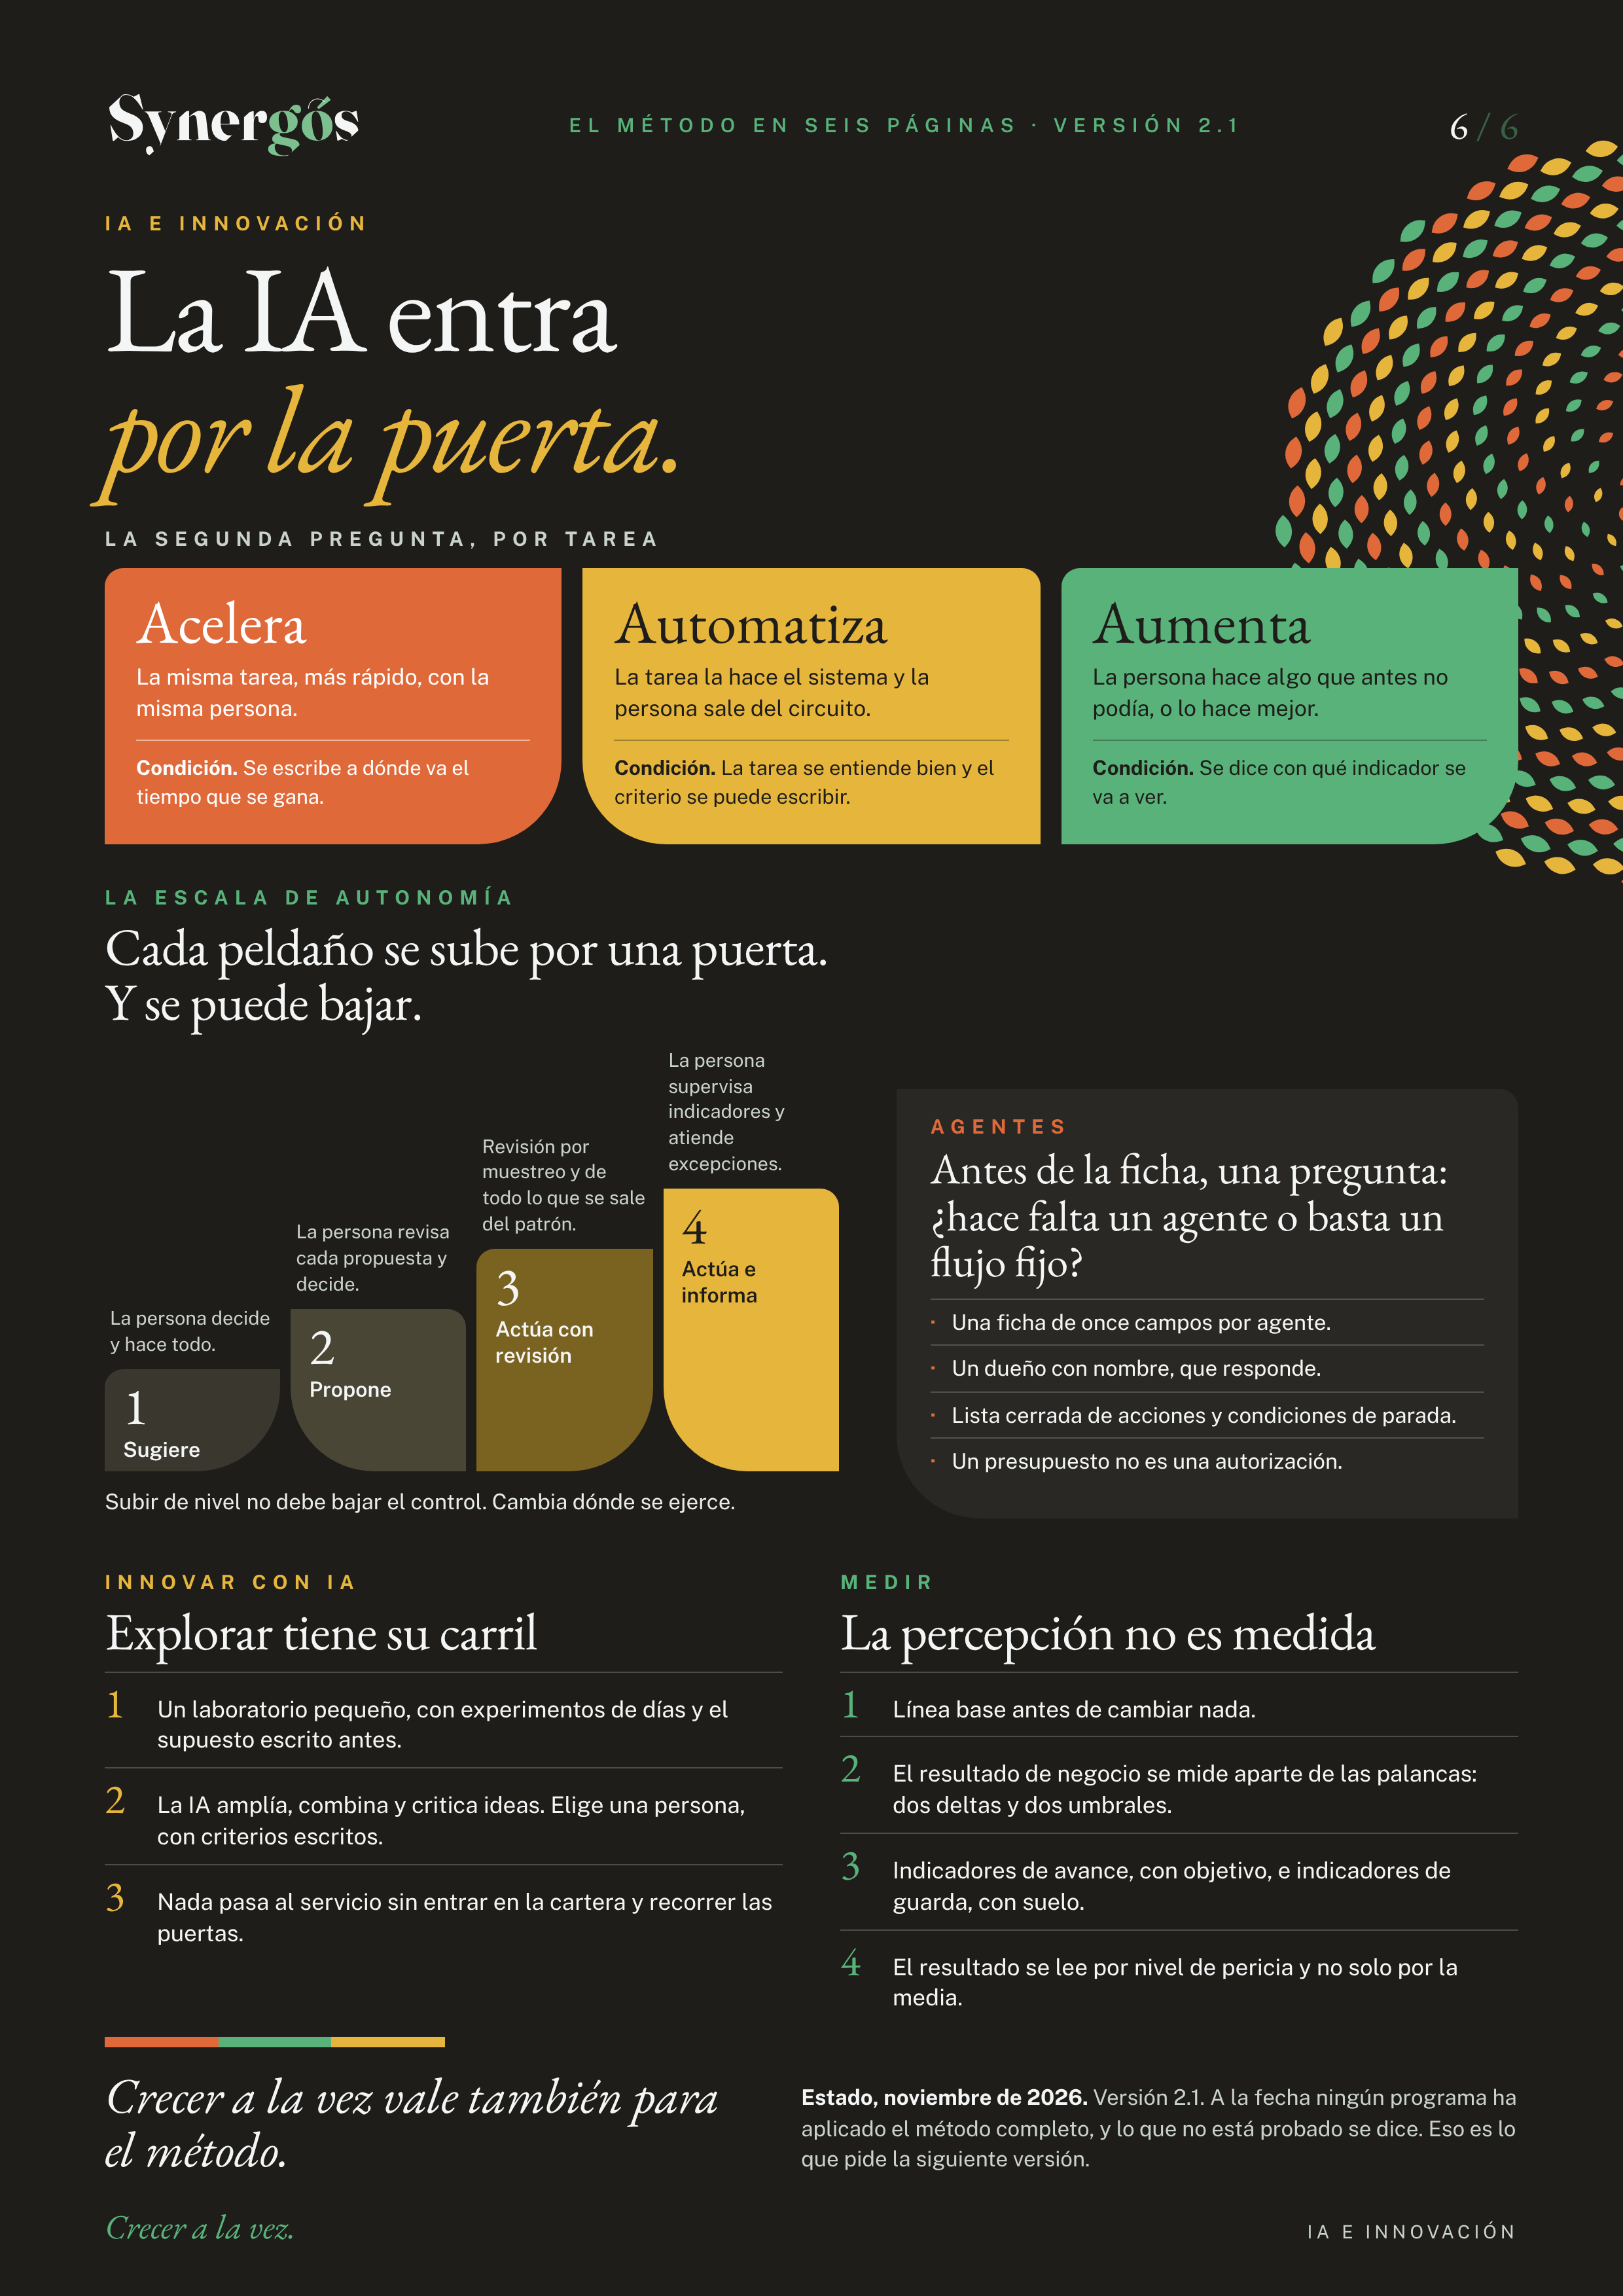 Synergós
EL MÉTODO EN SEIS PÁGINAS · VERSIÓN 2.1
6 / 6
IA E INNOVACIÓN
La IA entra
por la puerta.
LA SEGUNDA PREGUNTA, POR TAREA
Acelera
La misma tarea, más rápido, con la
misma persona.
Condición. Se escribe a dónde va el
tiempo que se gana.
Automatiza
La tarea la hace el sistema y la
persona sale del circuito.
Condición. La tarea se entiende bien y el
criterio se puede escribir.
Aumenta
La persona hace algo que antes no
podía, o lo hace mejor.
Condición. Se dice con qué indicador se
va a ver.
LA ESCALA DE AUTONOMÍA
Cada peldaño se sube por una puerta.
Y se puede bajar.
La persona decide
y hace todo.
1
Sugiere
La persona revisa
cada propuesta y
decide.
2
Propone
Revisión por
muestreo y de
todo lo que se sale
del patrón.
3
Actúa con
revisión
La persona
supervisa
indicadores y
atiende
excepciones.
4
Actúa e
informa
Subir de nivel no debe bajar el control. Cambia dónde se ejerce.
AGENTES
Antes de la ficha, una pregunta:
¿hace falta un agente o basta un
flujo fijo?
· Una ficha de once campos por agente.
· Un dueño con nombre, que responde.
· Lista cerrada de acciones y condiciones de parada.
· Un presupuesto no es una autorización.
INNOVAR CON IA
Explorar tiene su carril
1 Un laboratorio pequeño, con experimentos de días y el
supuesto escrito antes.
2 La IA amplía, combina y critica ideas. Elige una persona,
con criterios escritos.
3 Nada pasa al servicio sin entrar en la cartera y recorrer las
puertas.
MEDIR
La percepción no es medida
1 Línea base antes de cambiar nada.
2 El resultado de negocio se mide aparte de las palancas:
dos deltas y dos umbrales.
3 Indicadores de avance, con objetivo, e indicadores de
guarda, con suelo.
4 El resultado se lee por nivel de pericia y no solo por la
media.
Crecer a la vez vale también para
el método.
Estado, noviembre de 2026. Versión 2.1. A la fecha ningún programa ha
aplicado el método completo, y lo que no está probado se dice. Eso es lo
que pide la siguiente versión.
Crecer a la vez.
IA E INNOVACIÓN